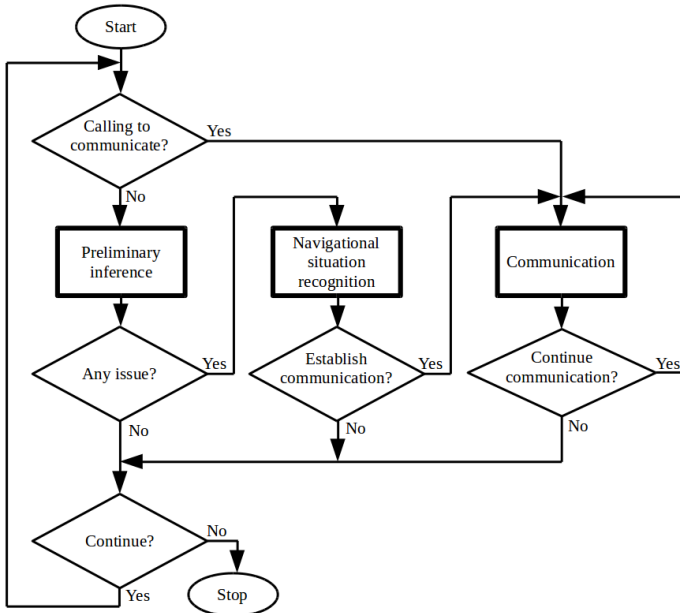 Start
Calling to
communicate?
Yes
No
Preliminary
inference
Navigational
situation
recognition
Communication
Any issue?
Yes
Establish
communication?
Yes
Continue
communication?
Yes
No
No
No
Continue?
No
Yes
Stop